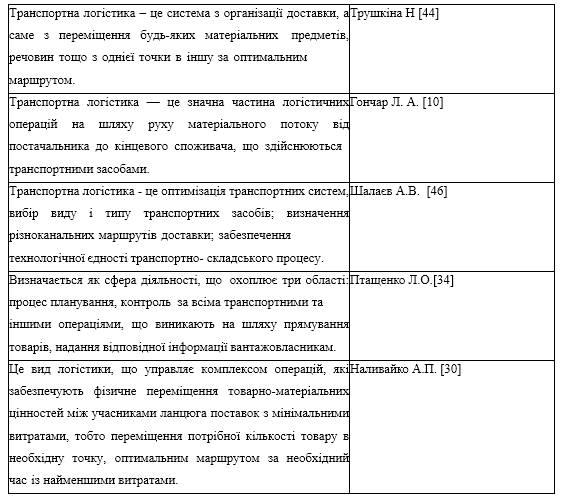 Транспортна логістика – це система з організації доставки, а
саме з переміщення будь-яких матеріальних предметів,
речовин тощо з однієї точки в іншу за оптимальним
маршрутом.
Трушкіна Н [44]
Транспортна логістика — це значна частина логістичних
операцій на шляху руху матеріального потоку від
постачальника до кінцевого споживача, що здійснюються
транспортними засобами.
Гончар Л. А. [10]
Транспортна логістика - це оптимізація транспортних систем,
вибір виду і типу транспортних засобів; визначення
різноканальних маршрутів доставки; забезпечення
технологічної єдності транспортно- складського процесу.
Шалаєв А.В. [46]
Визначається як сфера діяльності, що охоплює три області:
процес планування, контроль за всіма транспортними та
іншими операціями, що виникають на шляху прямування
товарів, надання відповідної інформації вантажовласникам.
Птащенко Л.О.[34]
Це вид логістики, що управляє комплексом операцій, які
забезпечують фізичне переміщення товарно-матеріальних
цінностей між учасниками ланцюга поставок з мінімальними
витратами, тобто переміщення потрібної кількості товару в
необхідну точку, оптимальним маршрутом за необхідний
час із найменшими витратами.
Наливайко А.П. [30]